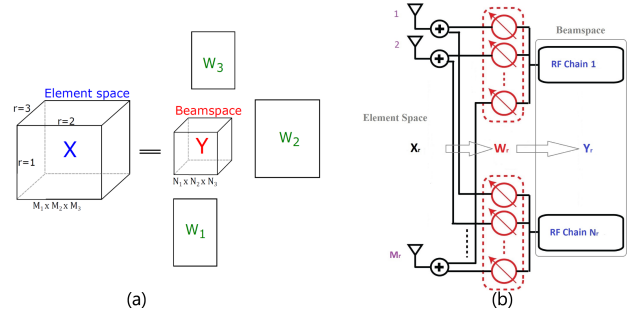 W₃
r=3
Element space
r=2
X
r=1
M₁ x M₂ x M₃
=
Beamspace
Y
N₁ x N₂ x N₃
W₂
W₁
(a)
1
2
Mᵣ
Element Space
Xᵣ
Wᵣ
Yᵣ
Beamspace
RF Chain 1
RF Chain Nᵣ
(b)